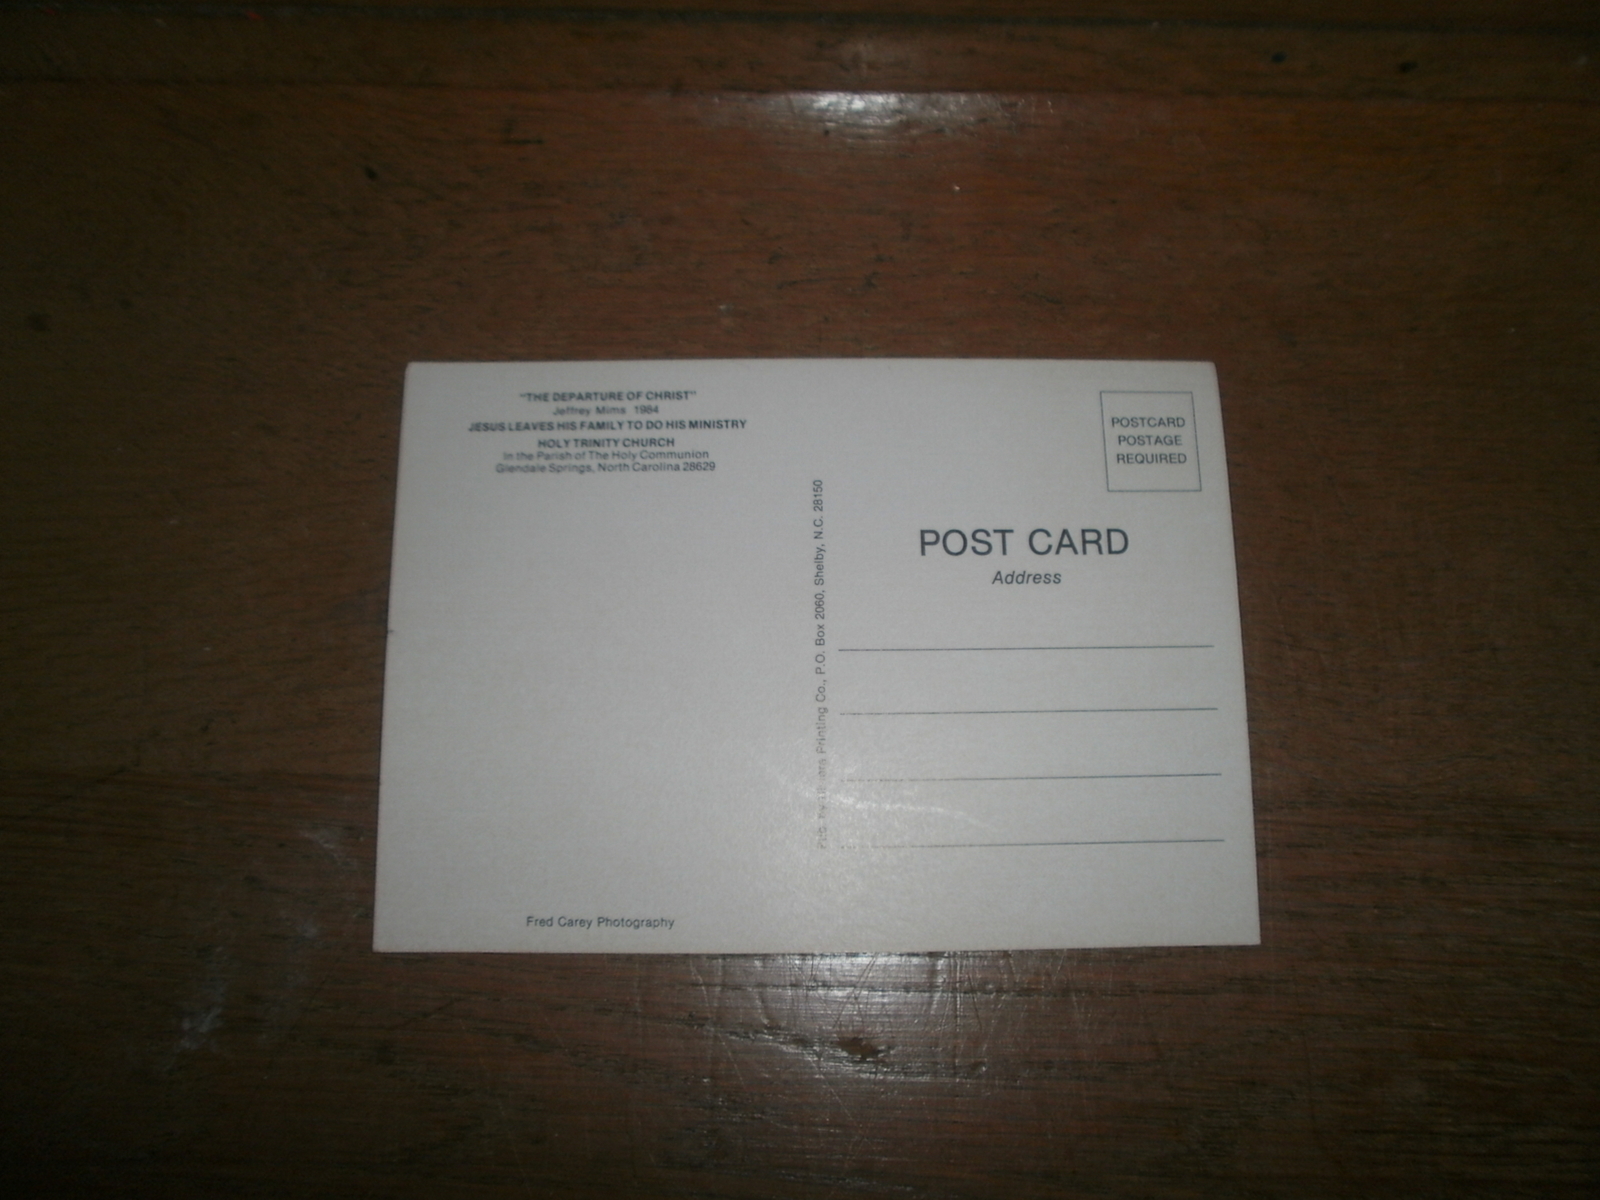 "THE DEPARTURE OF CHRIST"
Jeffrey Mims 1984
JESUS LEAVES HIS FAMILY TO DO HIS MINISTRY
HOLY TRINITY CHURCH
In the Parish of The Holy Communion
Glendale Springs, North Carolina 28629
Fred Carey Photography
Printing Co., P.O. Box 2060, Shelby, N.C. 28150
POSTCARD
POSTAGE
REQUIRED
POST CARD
Address